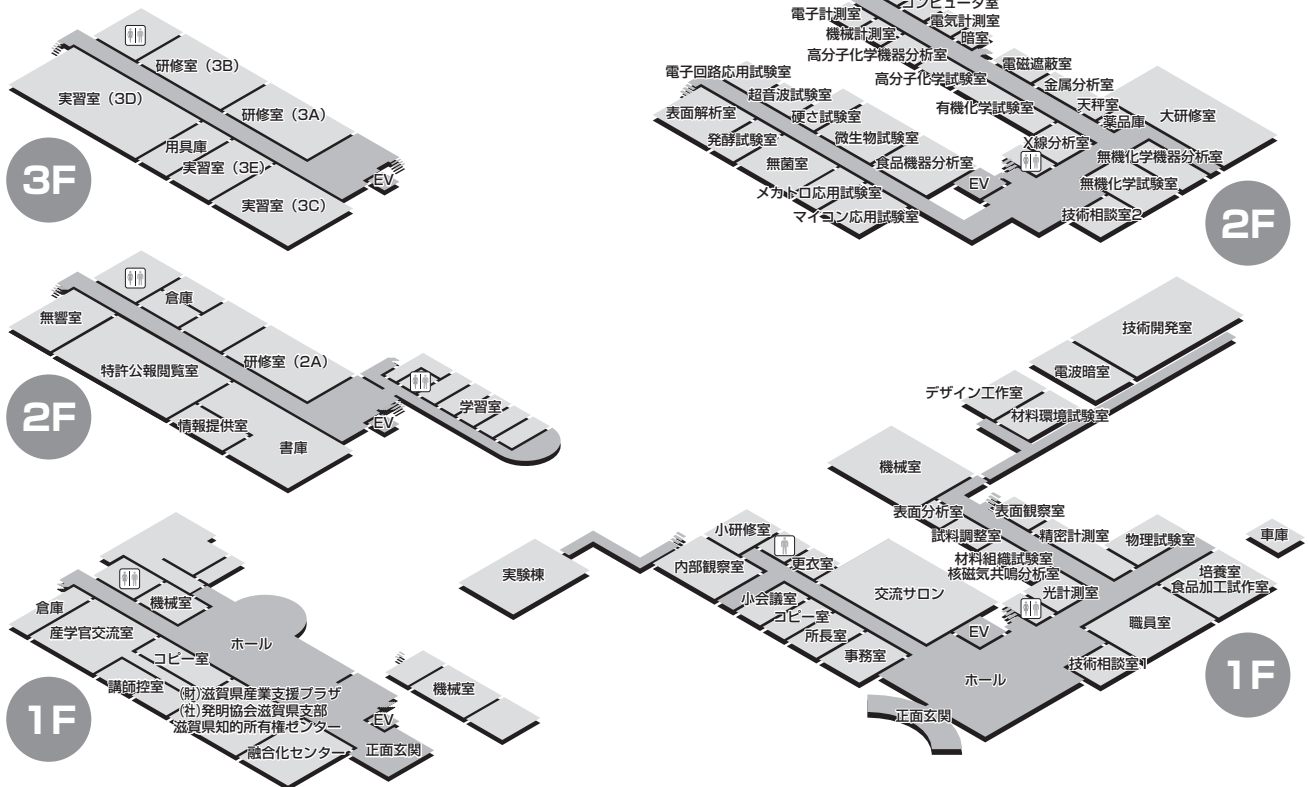 研修室（3B）
実習室（3D）
研修室（3A）
用具庫
実習室（3E）
EV
実習室（3C）
3F
倉庫
無響室
特許公報閲覧室
研修室（2A）
学習室
情報提供室
EV
書庫
2F
機械室
倉庫
産学官交流室
ホール
コピー室
講師控室
(財)滋賀県産業支援プラザ
(社)発明協会滋賀県支部
滋賀県知的所有権センター
EV
機械室
融合化センター
正面玄関
1F
コンピュータ室
電子計測室
電気計測室
機械計測室
暗室
高分子化学機器分析室
電磁遮蔽室
電子回路応用試験室
高分子化学試験室
金属分析室
超音波試験室
有機化学試験室
天秤室
表面解析室
硬さ試験室
薬品庫
大研修室
発酵試験室
微生物試験室
X線分析室
無菌室
食品機器分析室
無機化学機器分析室
EV
無機化学試験室
メカトロ応用試験室
マイコン応用試験室
技術相談室2
2F
技術開発室
電波暗室
デザイン工作室
材料環境試験室
機械室
表面分析室
表面観察室
小研修室
試料調整室
精密計測室
物理試験室
車庫
内部観察室
更衣室
材料組織試験室
核磁気共鳴分析室
実験棟
培養室
食品加工試作室
小会議室
交流サロン
光計測室
コピー室
所長室
EV
職員室
事務室
技術相談室1
ホール
正面玄関
1F